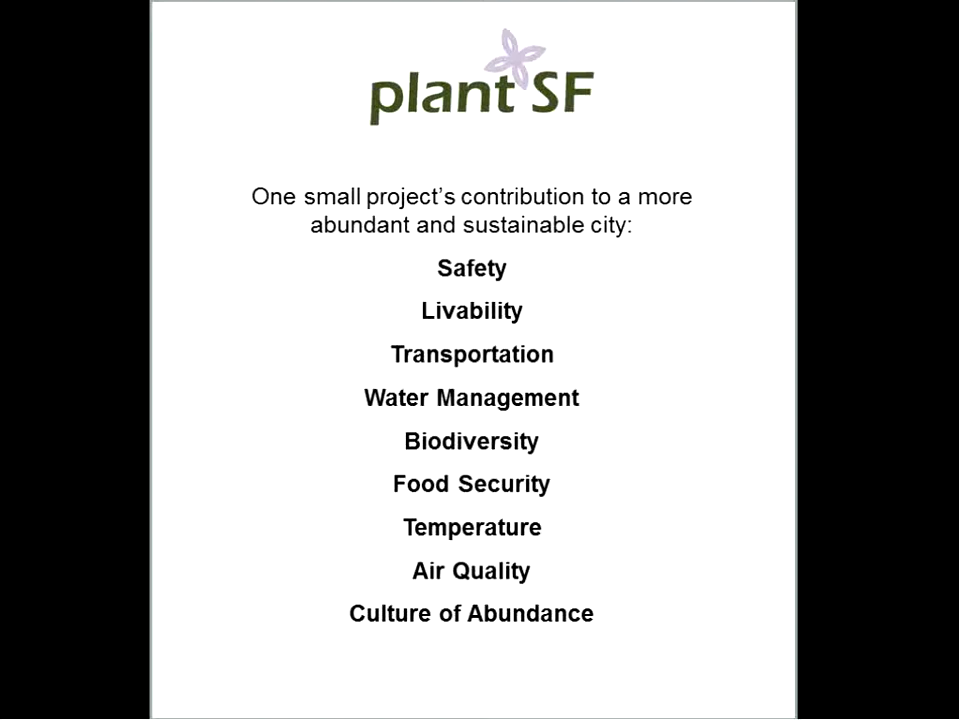 plant SF
One small project’s contribution to a more
abundant and sustainable city:
Safety
Livability
Transportation
Water Management
Biodiversity
Food Security
Temperature
Air Quality
Culture of Abundance